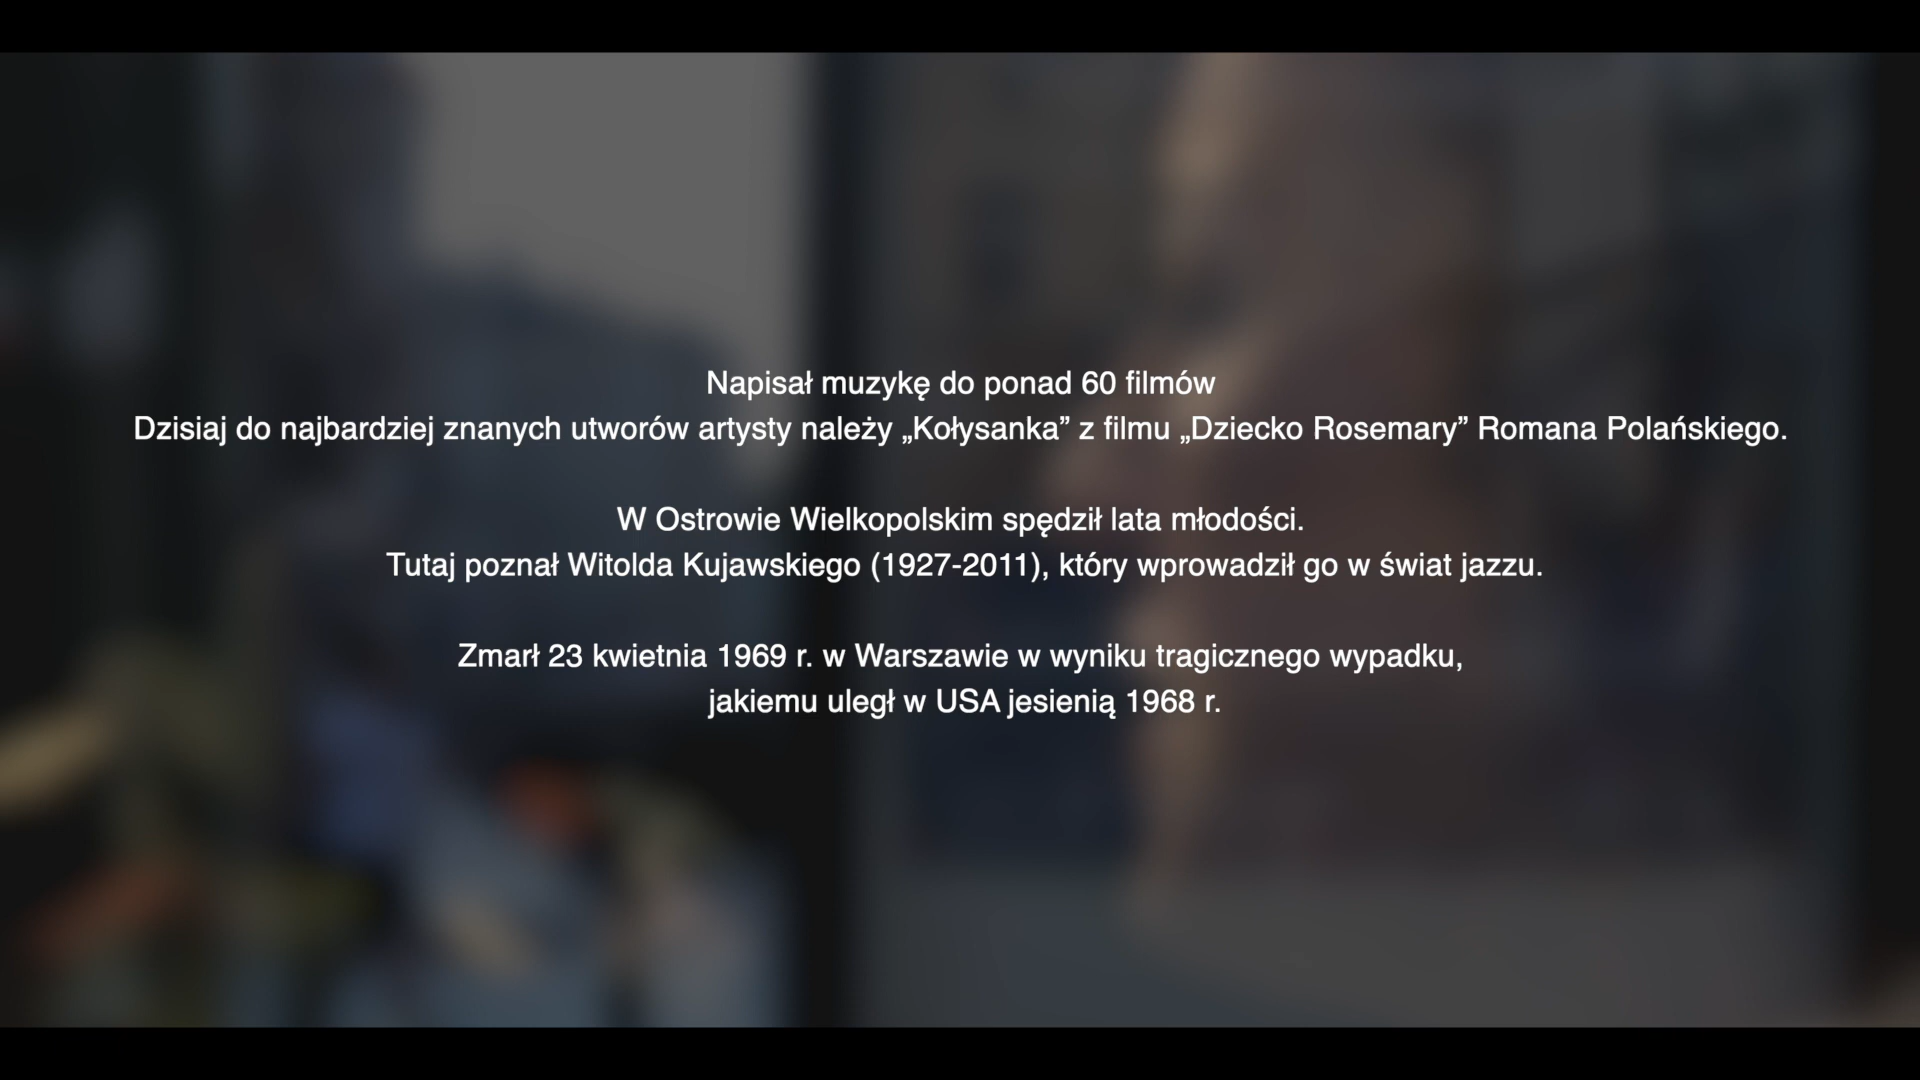 Napisał muzykę do ponad 60 filmów
Dzisiaj do najbardziej znanych utworów artysty należy „Kołysanka” z filmu „Dziecko Rosemary” Romana Polańskiego.
W Ostrowie Wielkopolskim spędził lata młodości.
Tutaj poznał Witolda Kujawskiego (1927-2011), który wprowadził go w świat jazzu.
Zmarł 23 kwietnia 1969 r. w Warszawie w wyniku tragicznego wypadku,
jakiemu uległ w USA jesienią 1968 r.